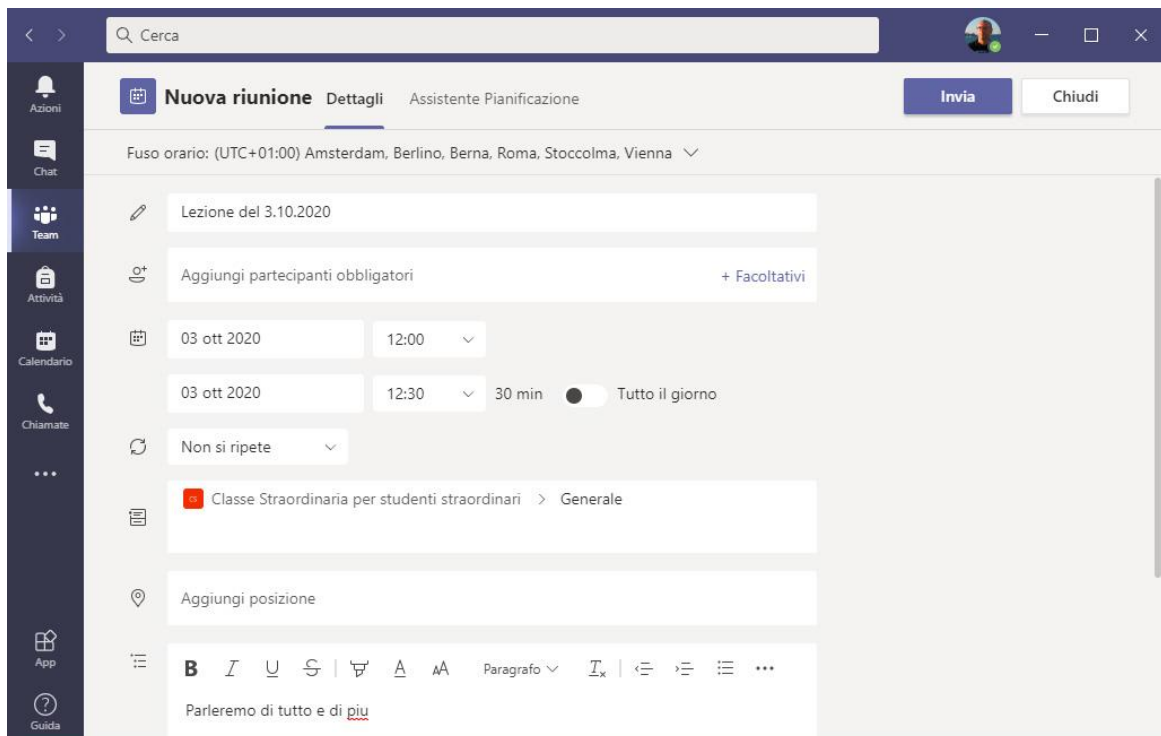 Cerca
Nuova riunione Dettagli Assistente Pianificazione Invia Chiudi
Fuso orario: (UTC+01:00) Amsterdam, Berlino, Berna, Roma, Stoccolma, Vienna
Azioni
Chat
Team
Attività
Calendario
Chiamate
App
Guida
Lezione del 3.10.2020
Aggiungi partecipanti obbligatori + Facoltativi
03 ott 2020 12:00
03 ott 2020 12:30 30 min Tutto il giorno
Non si ripete
CS Classe Straordinaria per studenti straordinari > Generale
Aggiungi posizione
B I U S A AA Paragrafo Tx
Parleremo di tutto e di piu